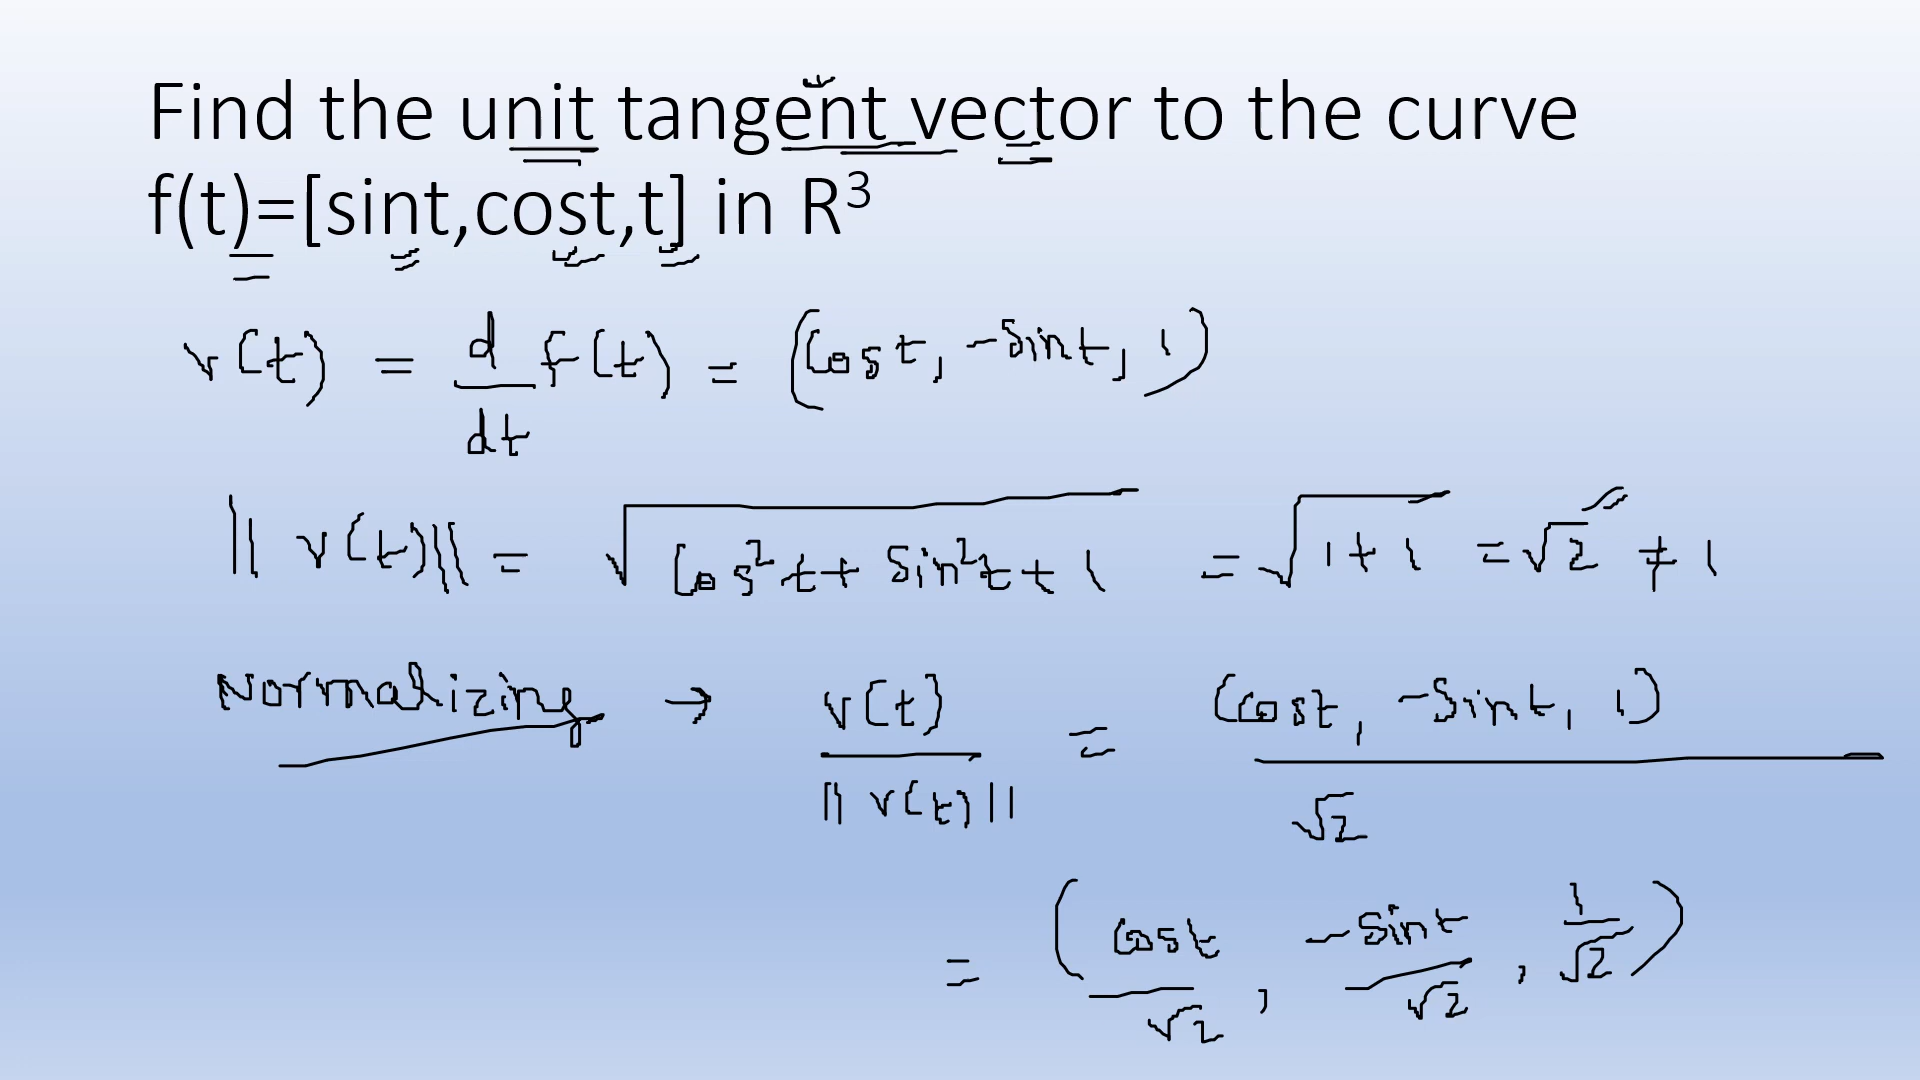 Find the unit tangent vector to the curve
f(t)=[sint,cost,t] in R³
v(t) = d/dt f(t) = (cost, -sint, 1)
|| v(t)|| = √(cos²t + sin²t + 1) = √(1+1) = √2 ≠ 1
Normalizing → v(t)/||v(t)|| = (cost, -sint, 1)/√2
= (cost/√2, -sint/√2, 1/√2)